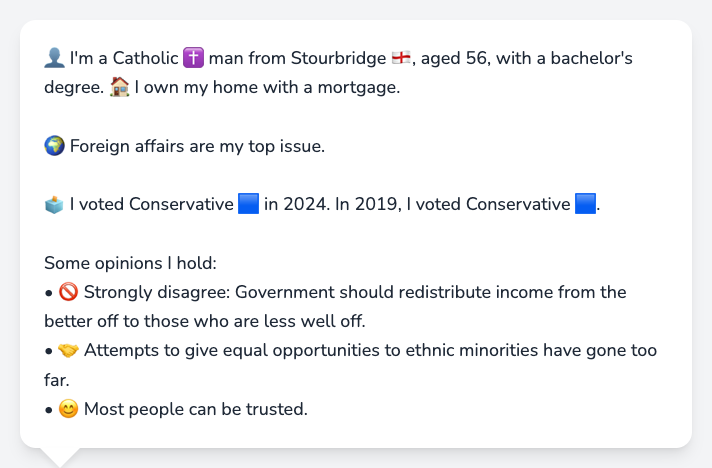 👤 I'm a Catholic ✝️ man from Stourbridge 🏴󠁧󠁢󠁥󠁮󠁧󠁿, aged 56, with a bachelor's
degree. 🏠 I own my home with a mortgage.
🌍 Foreign affairs are my top issue.
🗳️ I voted Conservative 🟦 in 2024. In 2019, I voted Conservative 🟦.
Some opinions I hold:
• 🚫 Strongly disagree: Government should redistribute income from the
better off to those who are less well off.
• 🤝 Attempts to give equal opportunities to ethnic minorities have gone too
far.
• 😊 Most people can be trusted.